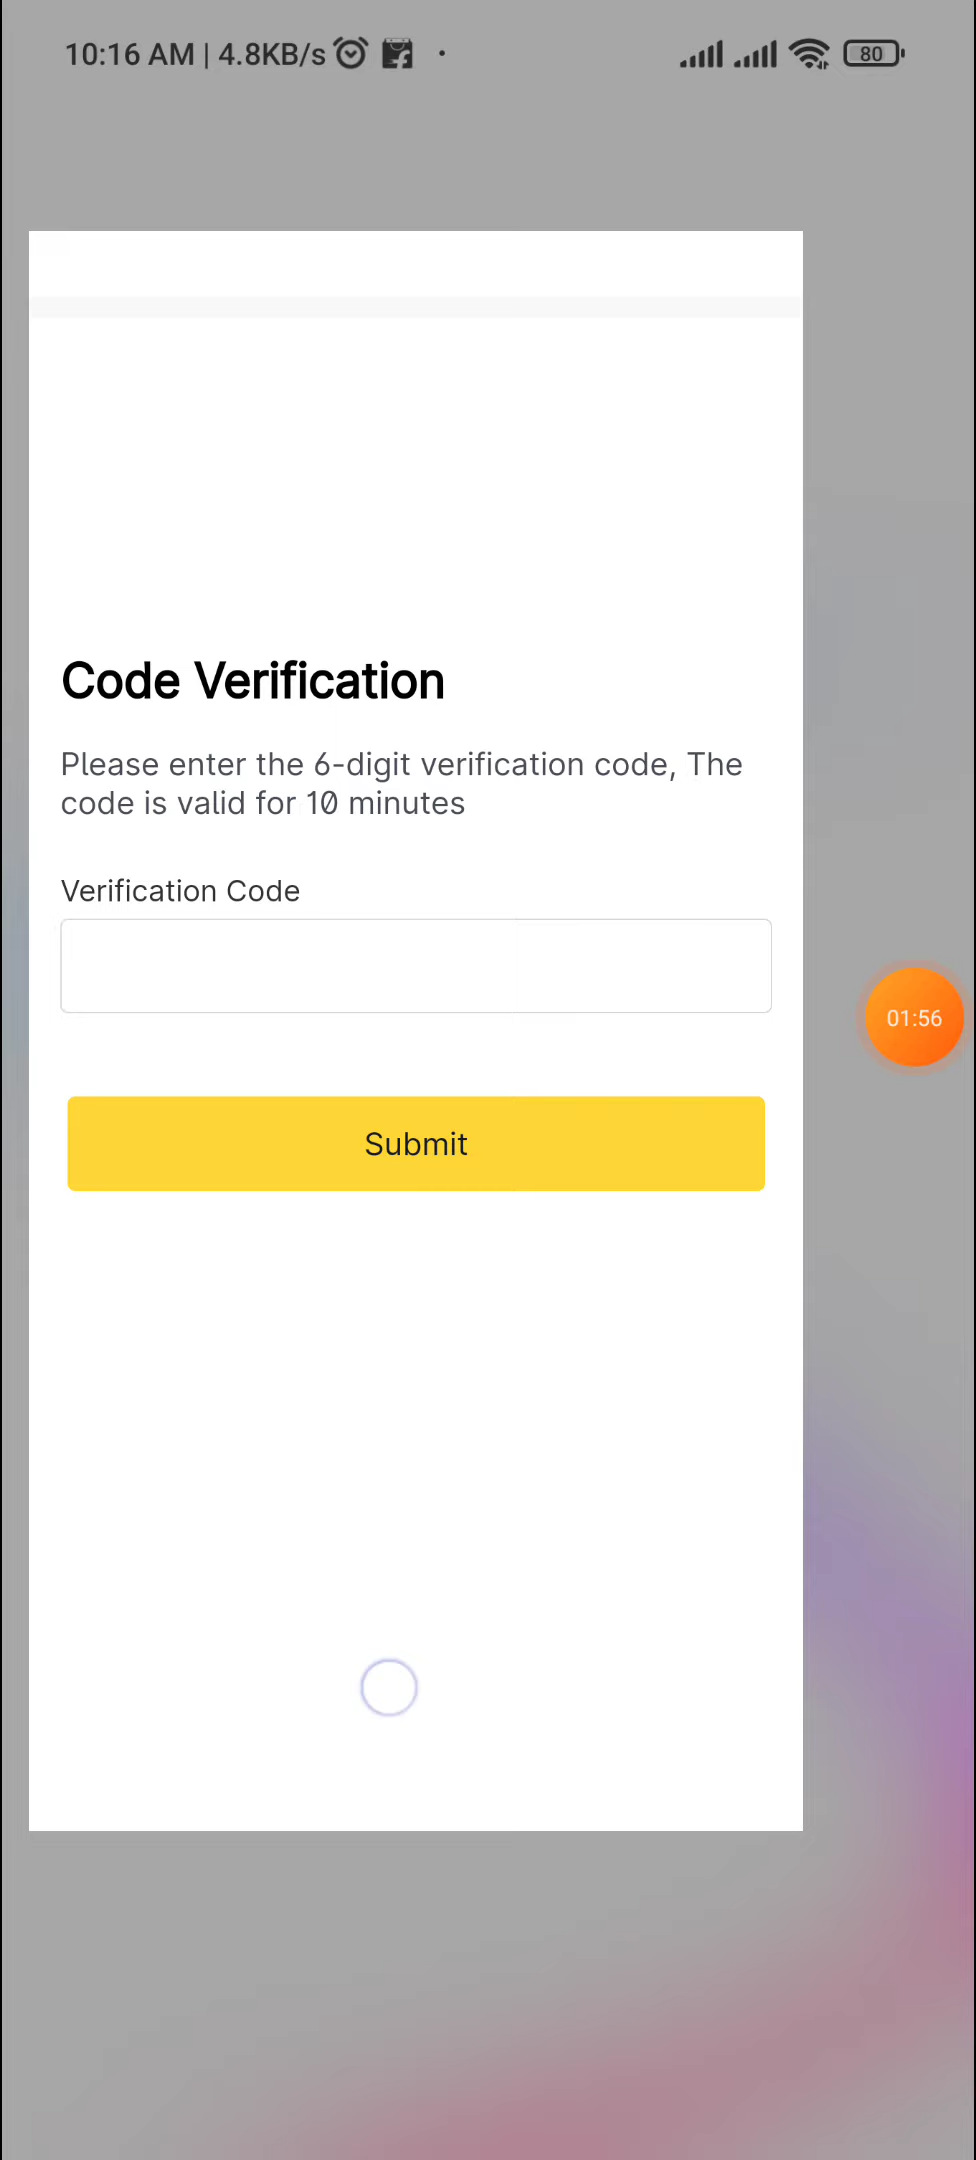 10:16 AM | 4.8KB/s
80
Code Verification
Please enter the 6-digit verification code, The
code is valid for 10 minutes
Verification Code
01:56
Submit